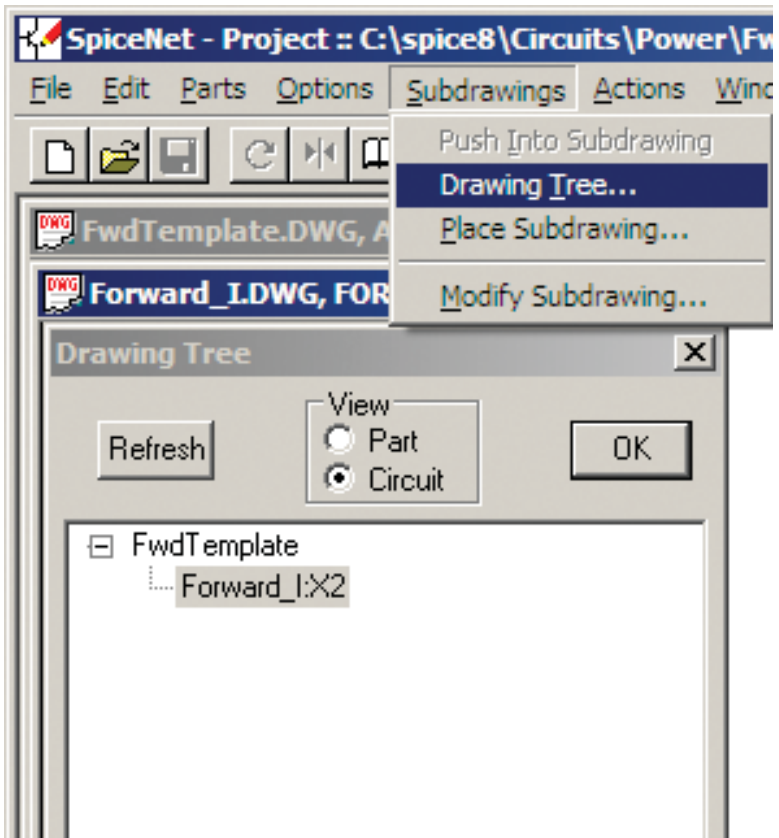 SpiceNet - Project :: C:\spice8\Circuits\Power\Fw
File Edit Parts Options Subdrawings Actions Wind
Push Into Subdrawing
Drawing Tree...
Place Subdrawing...
Modify Subdrawing...
DWG FwdTemplate.DWG, A
DWG Forward_I.DWG, FOR
Drawing Tree
Refresh
View
Part
Circuit
OK
FwdTemplate
Forward_I:X2